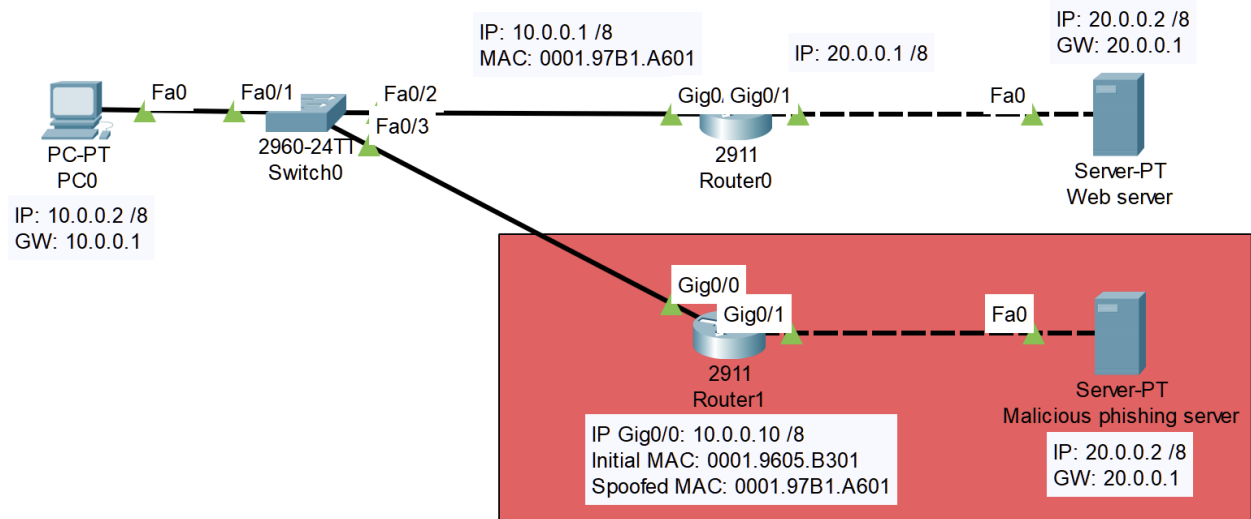 IP: 10.0.0.1 /8
MAC: 0001.97B1.A601
IP: 20.0.0.1 /8
IP: 20.0.0.2 /8
GW: 20.0.0.1
Fa0
Fa0/1
Fa0/2
Fa0/3
Gig0/
Gig0/1
Fa0
PC-PT
PC0
2960-24TT
Switch0
2911
Router0
Server-PT
Web server
IP: 10.0.0.2 /8
GW: 10.0.0.1
Gig0/0
Gig0/1
Fa0
2911
Router1
Server-PT
Malicious phishing server
IP Gig0/0: 10.0.0.10 /8
Initial MAC: 0001.9605.B301
Spoofed MAC: 0001.97B1.A601
IP: 20.0.0.2 /8
GW: 20.0.0.1